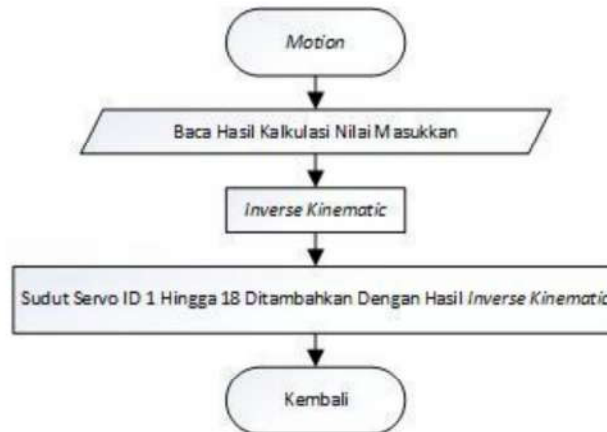 Motion
Baca Hasil Kalkulasi Nilai Masukkan
Inverse Kinematic
Sudut Servo ID 1 Hingga 18 Ditambahkan Dengan Hasil Inverse Kinematic
Kembali